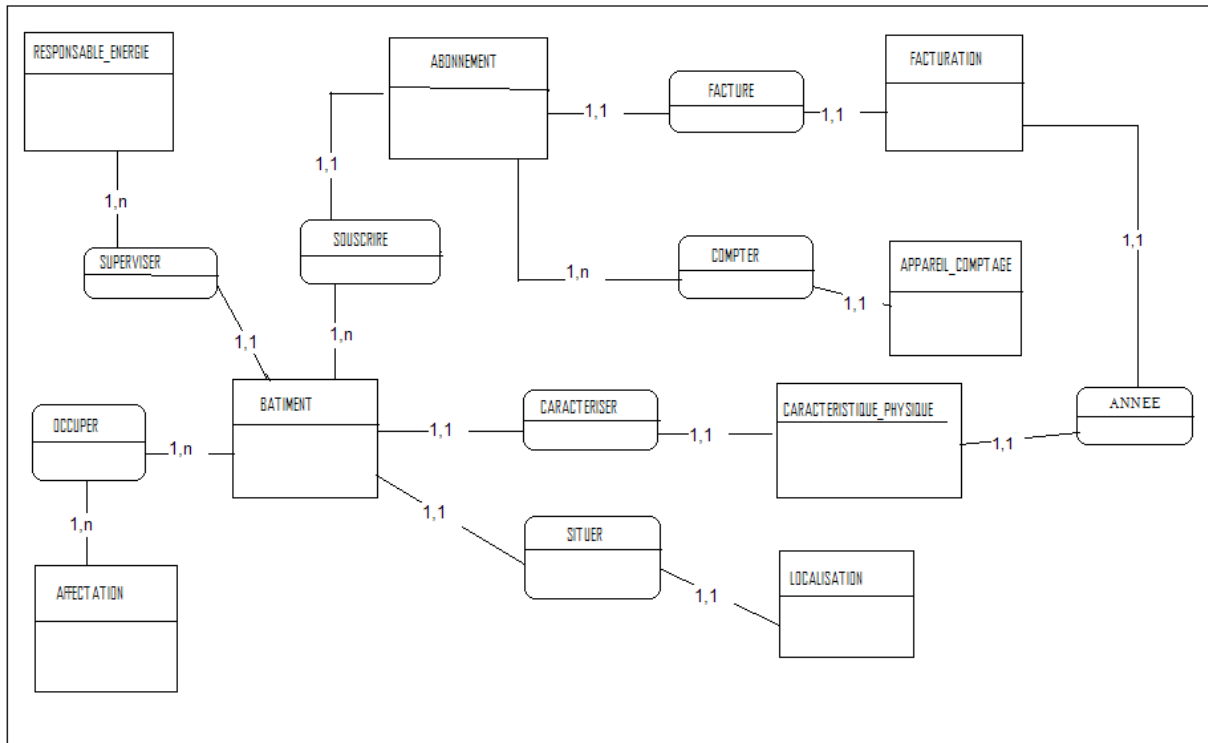 RESPONSABLE_ENERGIE
ABONNEMENT
FACTURATION
FACTURE
1,1
1,1
1,1
1,n
SOUSCRIRE
COMPTER
1,1
SUPERVISER
APPAREIL_COMPTAGE
1,n
1,1
1,1
1,n
BATIMENT
CARACTERISER
CARACTERISTIQUE_PHYSIQUE
ANNEE
OCCUPER
1,n
1,1
1,1
1,1
1,n
1,1
SITUER
AFFECTATION
LOCALISATION
1,1